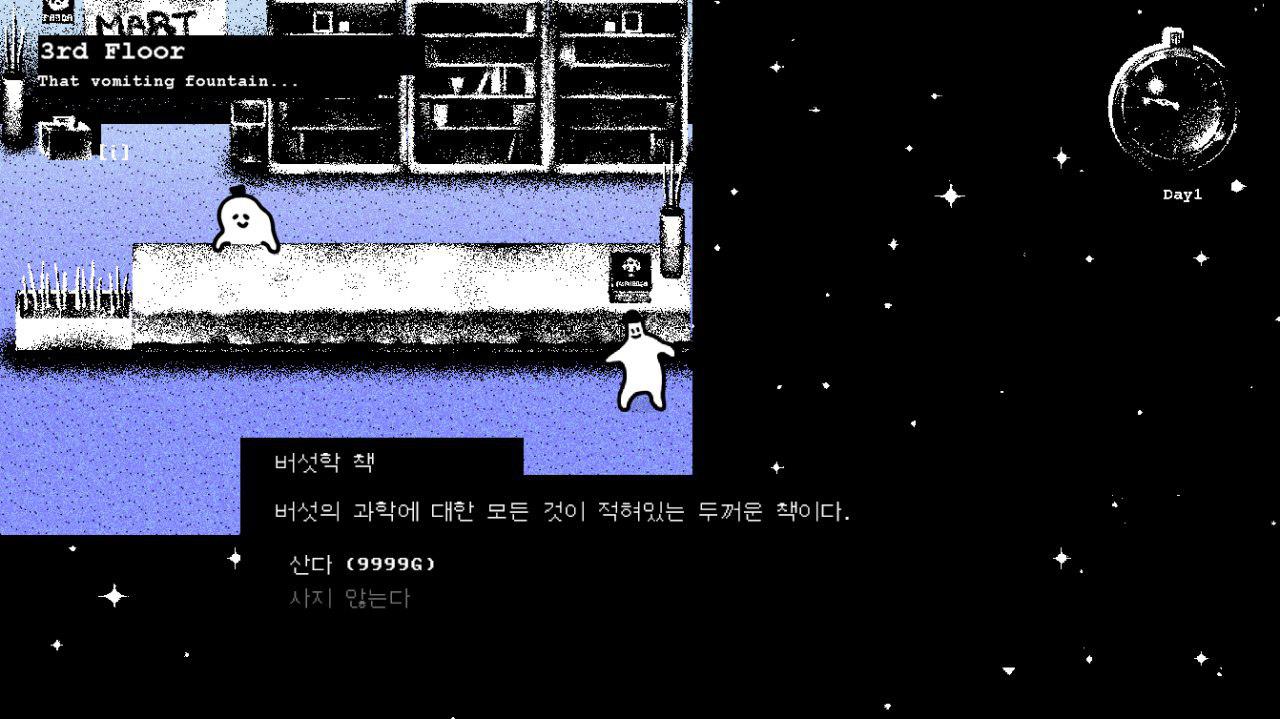 MART
3rd Floor
That vomiting fountain...
[i]
Day1
버섯학 책
버섯의 과학에 대한 모든 것이 적혀있는 두꺼운 책이다.
산다 (9999G)
사지 않는다